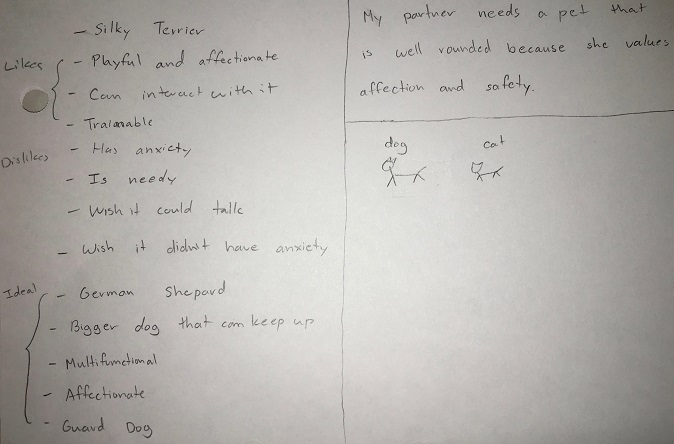 - Silky Terrier
Likes
- Playful and affectionate
- Can interact with it
- Trainable
Dislikes
- Has anxiety
- Is needy
- Wish it could talk
- Wish it didn't have anxiety
Ideal
- German Shepard
- Bigger dog that can keep up
- Multifunctional
- Affectionate
- Guard Dog
My partner needs a pet that
is well rounded because she values
affection and safety.
dog cat